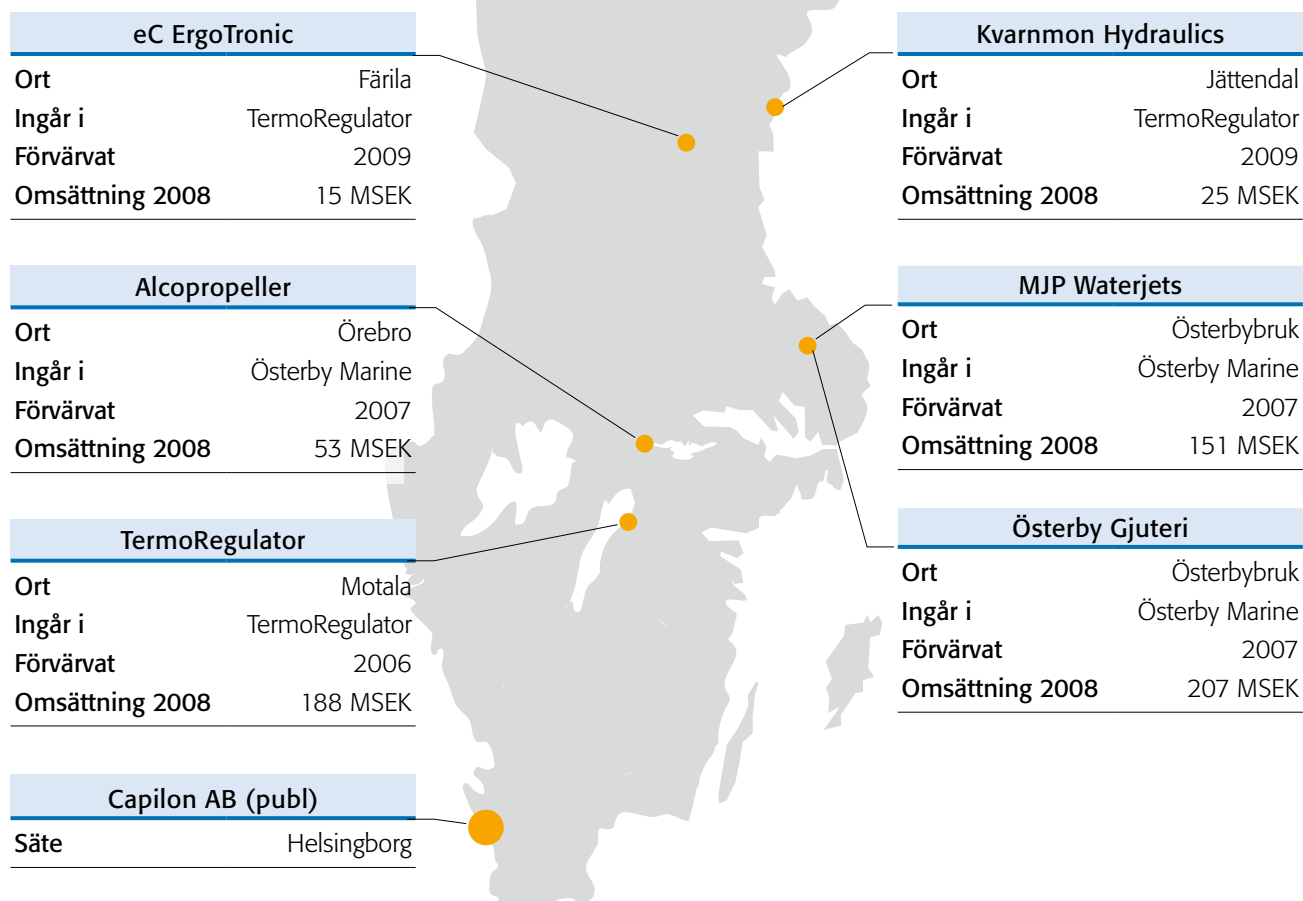 eC ErgoTronic
Ort Färila
Ingår i TermoRegulator
Förvärvat 2009
Omsättning 2008 15 MSEK
Alcopropeller
Ort Örebro
Ingår i Österby Marine
Förvärvat 2007
Omsättning 2008 53 MSEK
TermoRegulator
Ort Motala
Ingår i TermoRegulator
Förvärvat 2006
Omsättning 2008 188 MSEK
Capilon AB (publ)
Säte Helsingborg
Kvarnmon Hydraulics
Ort Jättendal
Ingår i TermoRegulator
Förvärvat 2009
Omsättning 2008 25 MSEK
MJP Waterjets
Ort Österbybruk
Ingår i Österby Marine
Förvärvat 2007
Omsättning 2008 151 MSEK
Österby Gjuteri
Ort Österbybruk
Ingår i Österby Marine
Förvärvat 2007
Omsättning 2008 207 MSEK